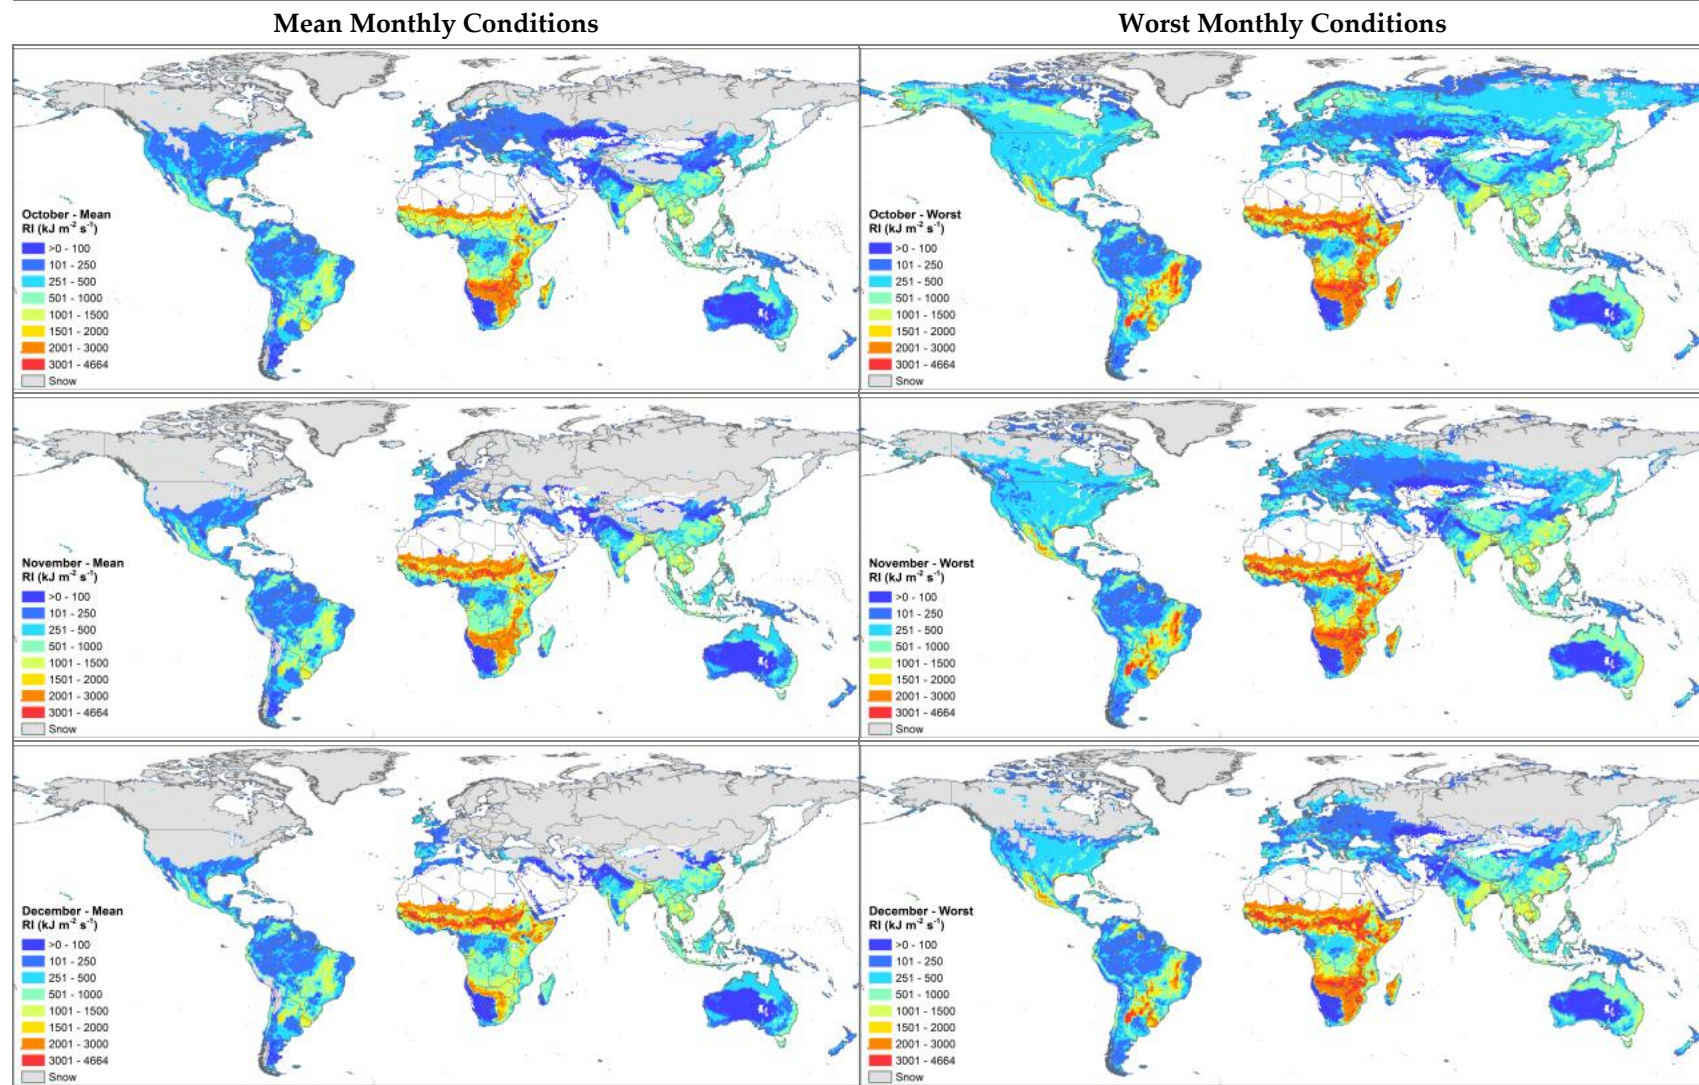 Mean Monthly Conditions
Worst Monthly Conditions
October - Mean
RI (kJ m⁻² s⁻¹)
>0 - 100
101 - 250
251 - 500
501 - 1000
1001 - 1500
1501 - 2000
2001 - 3000
3001 - 4664
Snow
October - Worst
RI (kJ m⁻² s⁻¹)
>0 - 100
101 - 250
251 - 500
501 - 1000
1001 - 1500
1501 - 2000
2001 - 3000
3001 - 4664
Snow
November - Mean
RI (kJ m⁻² s⁻¹)
>0 - 100
101 - 250
251 - 500
501 - 1000
1001 - 1500
1501 - 2000
2001 - 3000
3001 - 4664
Snow
November - Worst
RI (kJ m⁻² s⁻¹)
>0 - 100
101 - 250
251 - 500
501 - 1000
1001 - 1500
1501 - 2000
2001 - 3000
3001 - 4664
Snow
December - Mean
RI (kJ m⁻² s⁻¹)
>0 - 100
101 - 250
251 - 500
501 - 1000
1001 - 1500
1501 - 2000
2001 - 3000
3001 - 4664
Snow
December - Worst
RI (kJ m⁻² s⁻¹)
>0 - 100
101 - 250
251 - 500
501 - 1000
1001 - 1500
1501 - 2000
2001 - 3000
3001 - 4664
Snow